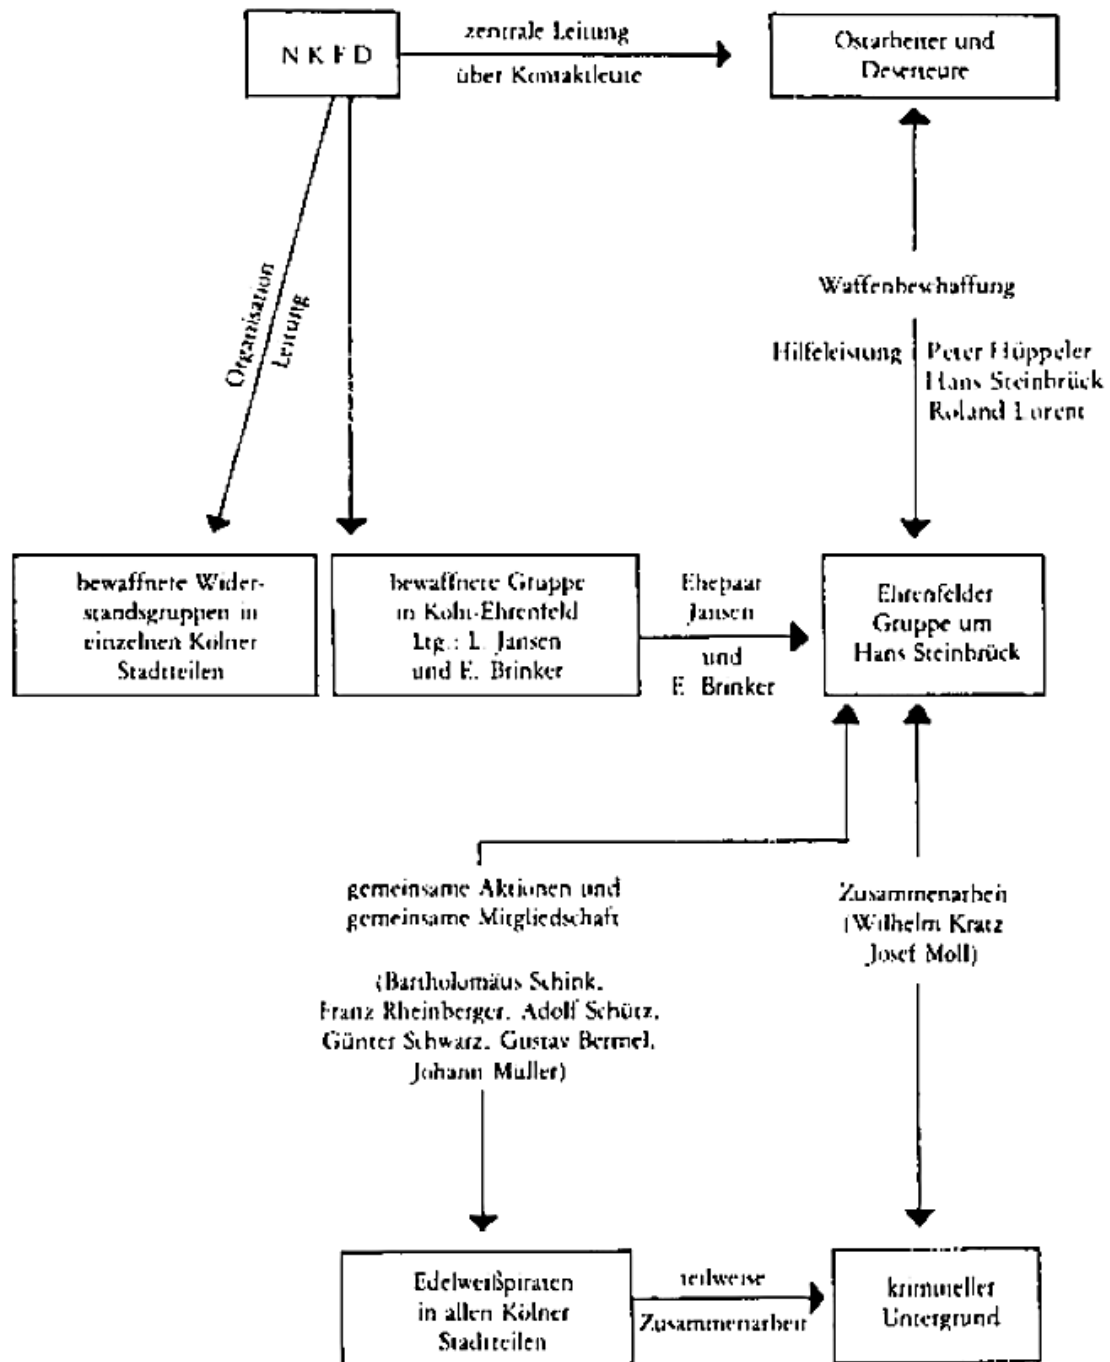 NKFD
zentrale Leitung
über Kontaktleute
Ostarbeiter und
Deserteure
Organisation
Leitung
Waffenbeschaffung
Hilfeleistung
Peter Hüppeler
Hans Steinbrück
Roland Lorent
bewaffnete Wider-
standsgruppen in
einzelnen Kölner
Stadtteilen
bewaffnete Gruppe
in Köln-Ehrenfeld
Ltg.: L. Jansen
und E. Brinker
Ehepaar
Jansen
und
E. Brinker
Ehrenfelder
Gruppe um
Hans Steinbrück
gemeinsame Aktionen und
gemeinsame Mitgliedschaft
(Bartholomäus Schink,
Franz Rheinberger, Adolf Schütz,
Günter Schwarz, Gustav Bermel,
Johann Müller)
Zusammenarbeit
(Wilhelm Kratz
Josef Moll)
Edelweißpiraten
in allen Kölner
Stadtteilen
teilweise
Zusammenarbeit
krimineller
Untergrund